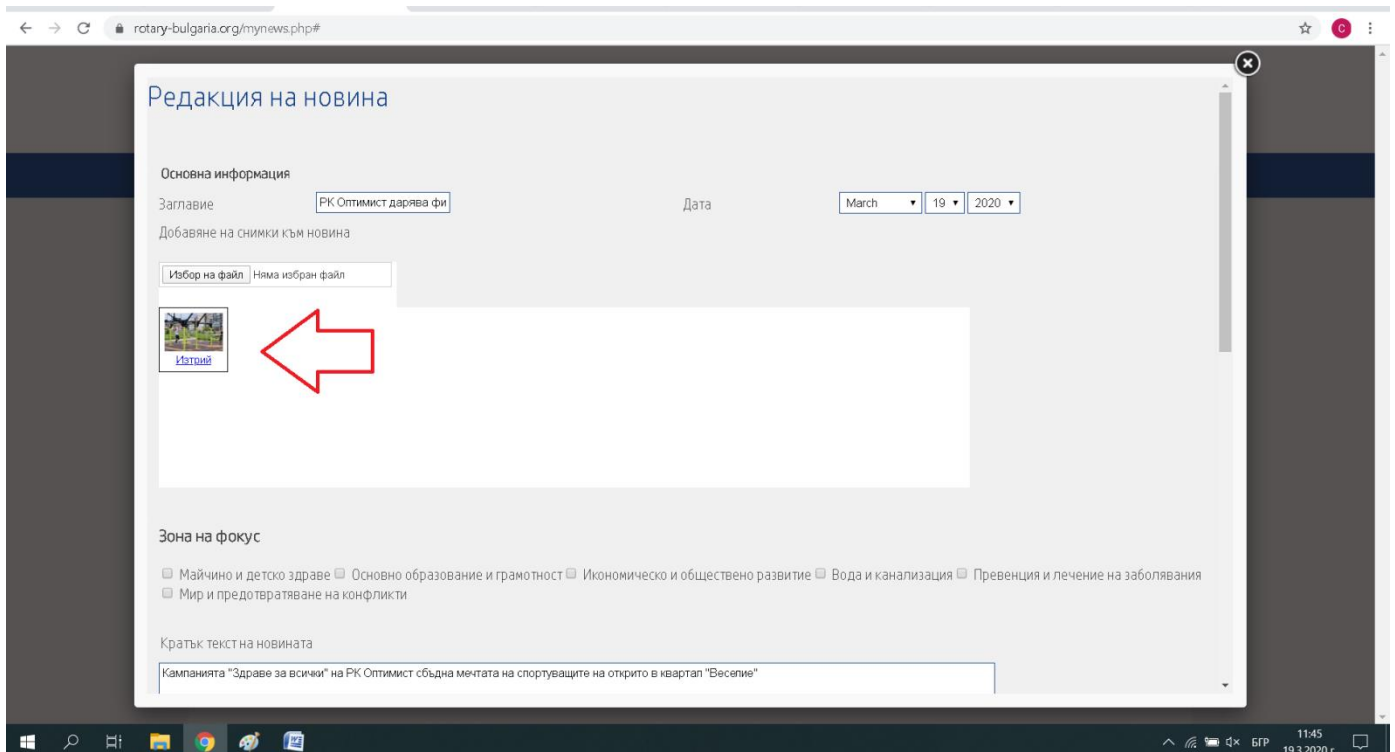 rotary-bulgaria.org/mynews.php#
C
Редакция на новина
Основна информация
Заглавие РК Оптимист дарява фи Дата March 19 2020
Добавяне на снимки към новина
Избор на файл Няма избран файл
Изтрий
Зона на фокус
Майчино и детско здраве Основно образование и грамотност Икономическо и обществено развитие Вода и канализация Превенция и лечение на заболявания
Мир и предотвратяване на конфликти
Кратък текст на новината
Кампанията "Здраве за всички" на РК Оптимист сбъдна мечтата на спортуващите на открито в квартал "Веселие"
11:45
БГР
19.3.2020 г.